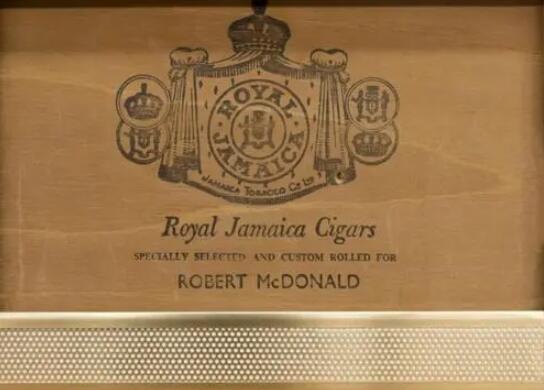 ROYAL
JAMAICA
JAMAICA TOBACCO CO LTD
Royal Jamaica Cigars
SPECIALLY SELECTED AND CUSTOM ROLLED FOR
ROBERT McDONALD